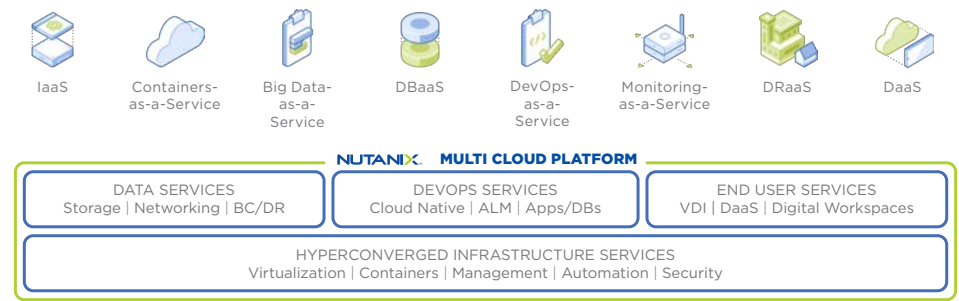 IaaS
Containers-
as-a-Service
Big Data-
as-a-
Service
DBaaS
DevOps-
as-a-
Service
Monitoring-
as-a-Service
DRaaS
DaaS
NUTANIX™ MULTI CLOUD PLATFORM
DATA SERVICES
Storage | Networking | BC/DR
DEVOPS SERVICES
Cloud Native | ALM | Apps/DBs
END USER SERVICES
VDI | DaaS | Digital Workspaces
HYPERCONVERGED INFRASTRUCTURE SERVICES
Virtualization | Containers | Management | Automation | Security